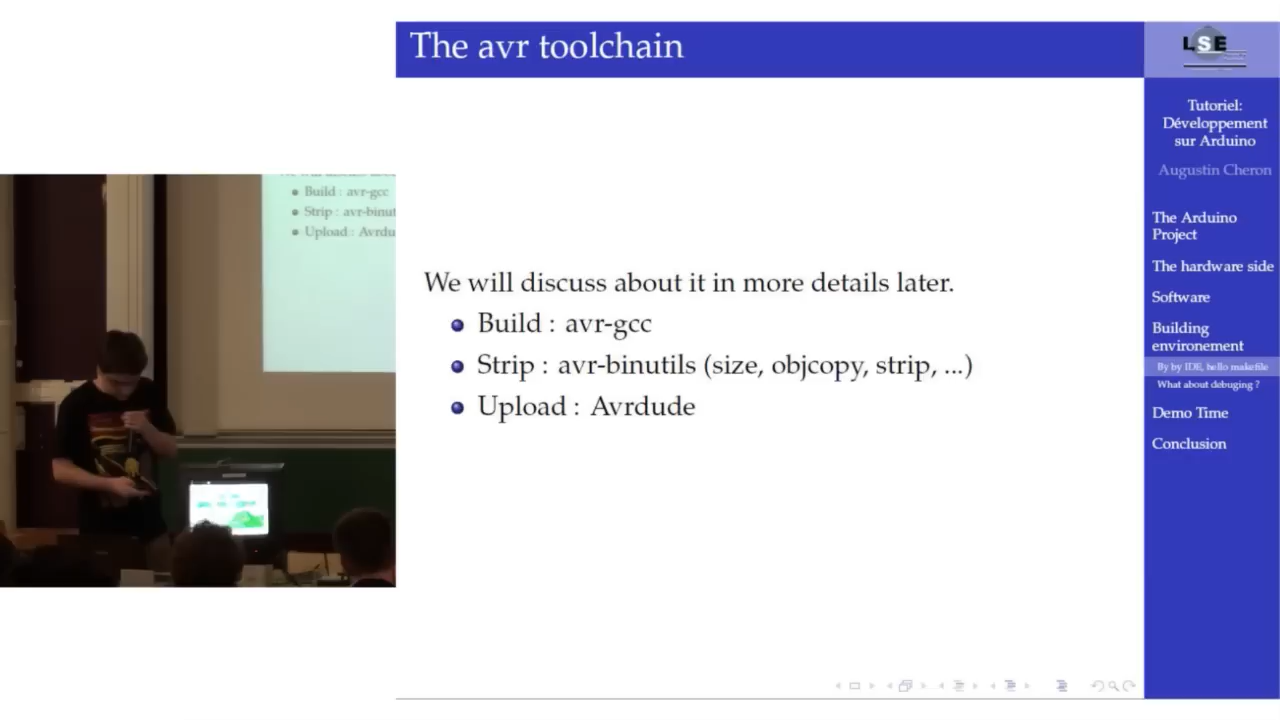 The avr toolchain
We will discuss about it in more details later.
Build : avr-gcc
Strip : avr-binutils (size, objcopy, strip, ...)
Upload : Avrdude
LSE
Tutoriel:
Développement
sur Arduino
Augustin Cheron
The Arduino
Project
The hardware side
Software
Building
environement
By by IDE, hello makefile
What about debuging ?
Demo Time
Conclusion
Build : avr-gcc
Strip : avr-binut
Upload : Avrdu